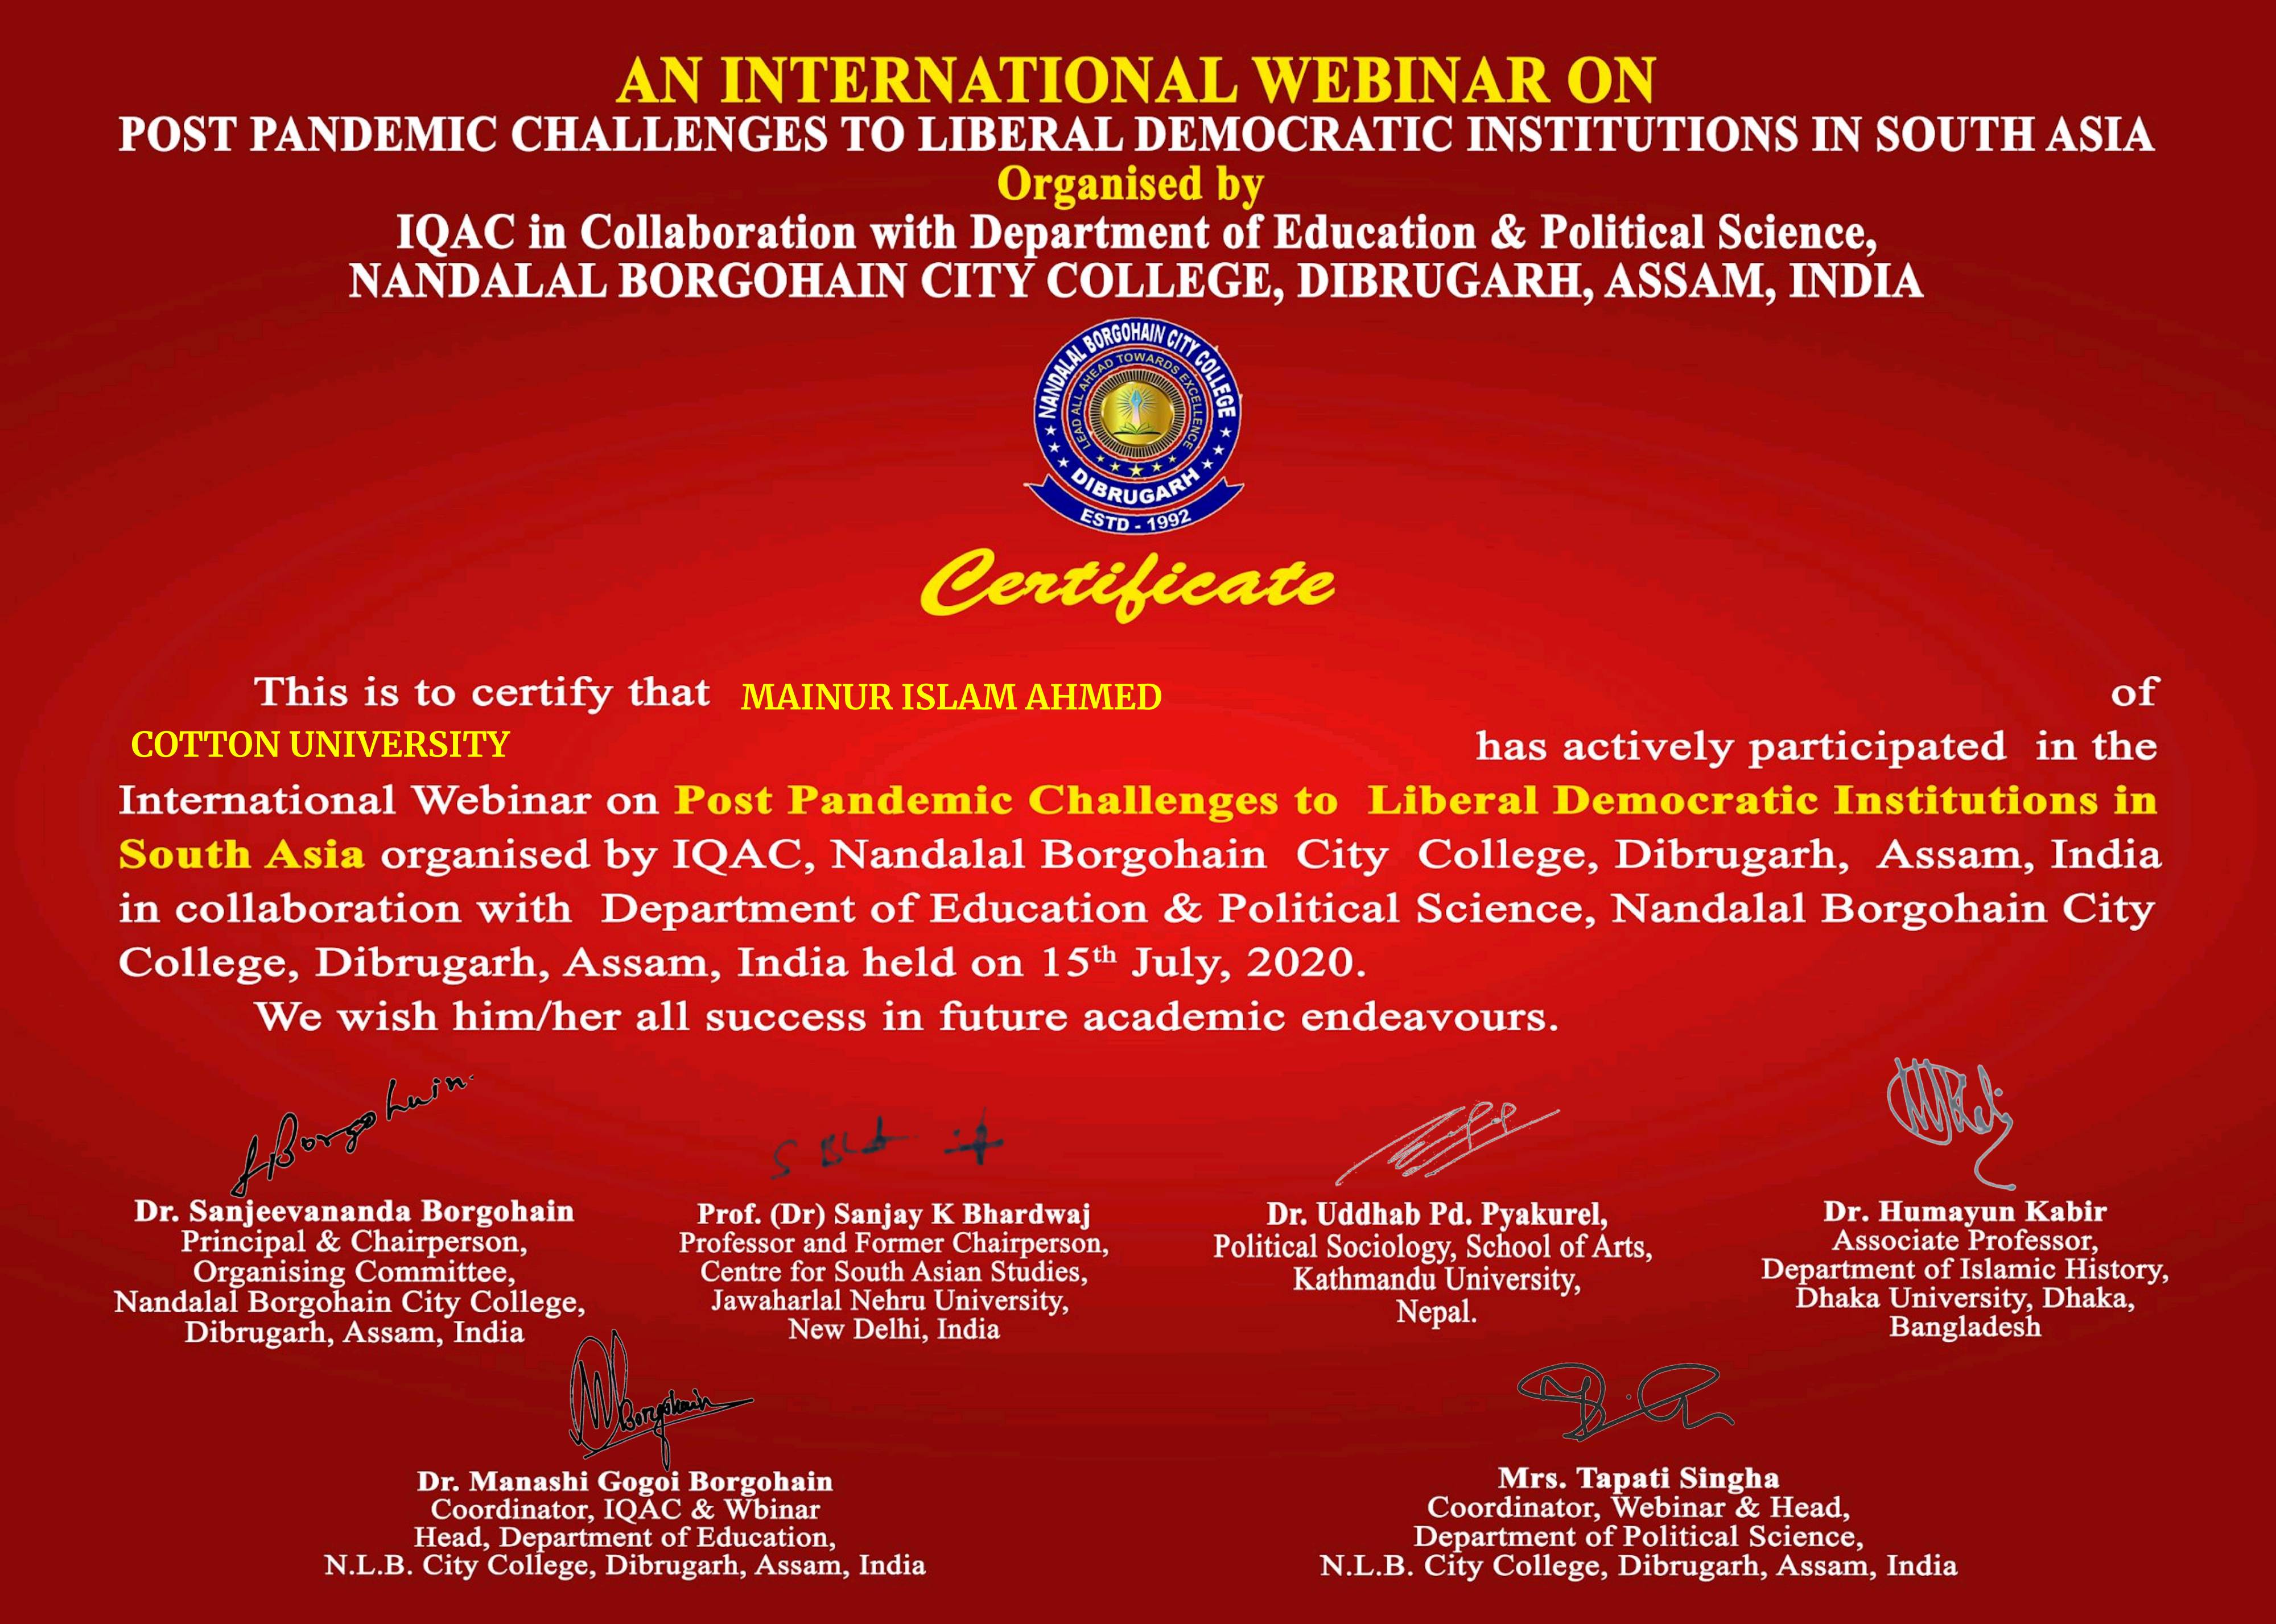 AN INTERNATIONAL WEBINAR ON
POST PANDEMIC CHALLENGES TO LIBERAL DEMOCRATIC INSTITUTIONS IN SOUTH ASIA
Organised by
IQAC in Collaboration with Department of Education & Political Science,
NANDALAL BORGOHAIN CITY COLLEGE, DIBRUGARH, ASSAM, INDIA
NANDALAL BORGOHAIN CITY COLLEGE
LEAD ALL AHEAD TOWARDS EXCELLENCE
DIBRUGARH
ESTD - 1992
Certificate
This is to certify that MAINUR ISLAM AHMED of
COTTON UNIVERSITY has actively participated in the
International Webinar on Post Pandemic Challenges to Liberal Democratic Institutions in
South Asia organised by IQAC, Nandalal Borgohain City College, Dibrugarh, Assam, India
in collaboration with Department of Education & Political Science, Nandalal Borgohain City
College, Dibrugarh, Assam, India held on 15th July, 2020.
We wish him/her all success in future academic endeavours.
Dr. Sanjeevananda Borgohain
Principal & Chairperson,
Organising Committee,
Nandalal Borgohain City College,
Dibrugarh, Assam, India
Prof. (Dr) Sanjay K Bhardwaj
Professor and Former Chairperson,
Centre for South Asian Studies,
Jawaharlal Nehru University,
New Delhi, India
Dr. Uddhab Pd. Pyakurel,
Political Sociology, School of Arts,
Kathmandu University,
Nepal.
Dr. Humayun Kabir
Associate Professor,
Department of Islamic History,
Dhaka University, Dhaka,
Bangladesh
Dr. Manashi Gogoi Borgohain
Coordinator, IQAC & Wbinar
Head, Department of Education,
N.L.B. City College, Dibrugarh, Assam, India
Mrs. Tapati Singha
Coordinator, Webinar & Head,
Department of Political Science,
N.L.B. City College, Dibrugarh, Assam, India